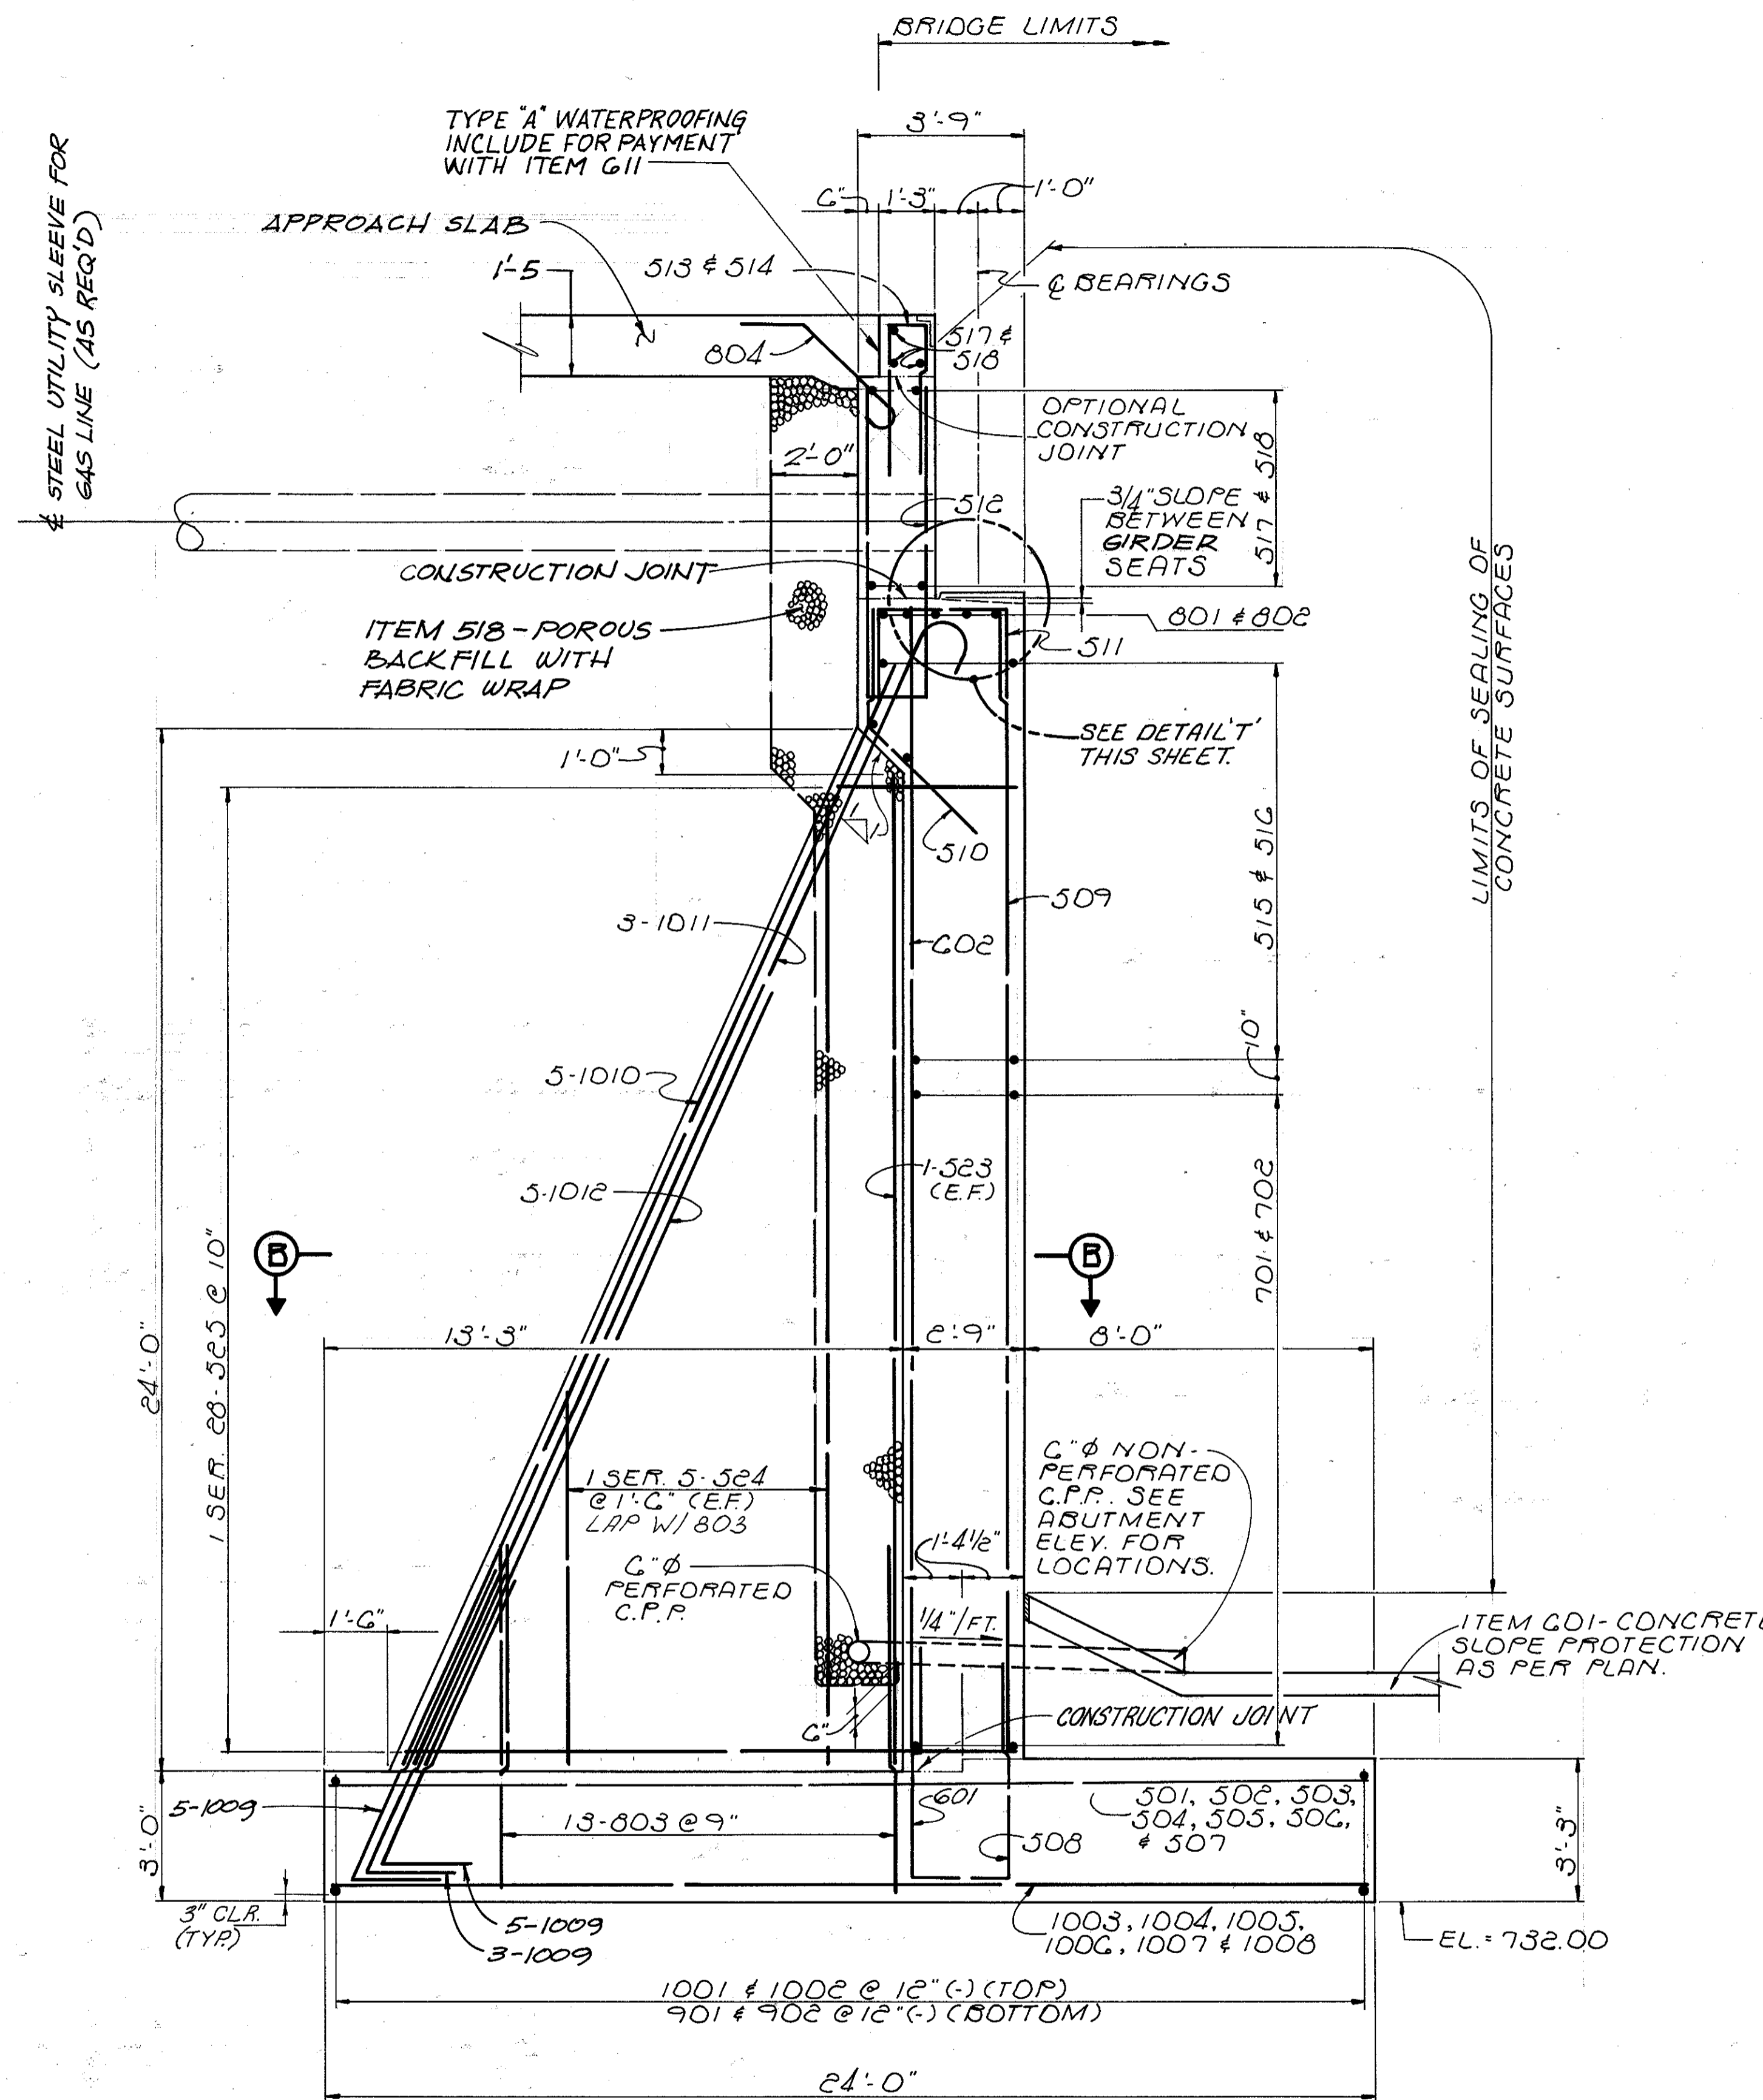 BRIDGE LIMITS
TYPE "A" WATERPROOFING
INCLUDE FOR PAYMENT
WITH ITEM 611
3'-9"
6"
1'-3"
1'-0"
℄ STEEL UTILITY SLEEVE FOR
GAS LINE (AS REQ'D)
APPROACH SLAB
1'-5
513 & 514
℄ BEARINGS
804
517 &
518
OPTIONAL
CONSTRUCTION
JOINT
517 & 518
2'-0"
512
3/4" SLOPE
BETWEEN
GIRDER
SEATS
CONSTRUCTION JOINT
801 & 802
ITEM 518-POROUS
BACKFILL WITH
FABRIC WRAP
511
LIMITS OF SEALING OF
CONCRETE SURFACES
SEE DETAIL 'T'
THIS SHEET.
1'-0"
1
1
510
509
515 & 516
3-1011
602
10"
5-1010
1-523
(E.F.)
5-1012
701 & 702
B
B
24'-0"
1 SER. 28-525 @ 10"
13'-3"
2'-9"
8'-0"
6"Ø NON-
PERFORATED
C.P.P. SEE
ABUTMENT
ELEV. FOR
LOCATIONS.
1 SER. 5-524
@ 1'-6" (E.F.)
LAP W/ 803
1'-4 1/2"
6"Ø
PERFORATED
C.P.P.
1'-6"
1/4"/FT.
ITEM 601-CONCRETE
SLOPE PROTECTION
AS PER PLAN.
6"
CONSTRUCTION JOINT
5-1009
3'-0"
13-803 @ 9"
601
501, 502, 503,
504, 505, 506,
& 507
508
3'-3"
3" CLR.
(TYP.)
5-1009
3-1009
1003, 1004, 1005,
1006, 1007 & 1008
EL.= 732.00
1001 & 1002 @ 12"(-) (TOP)
901 & 902 @ 12"(-) (BOTTOM)
24'-0"